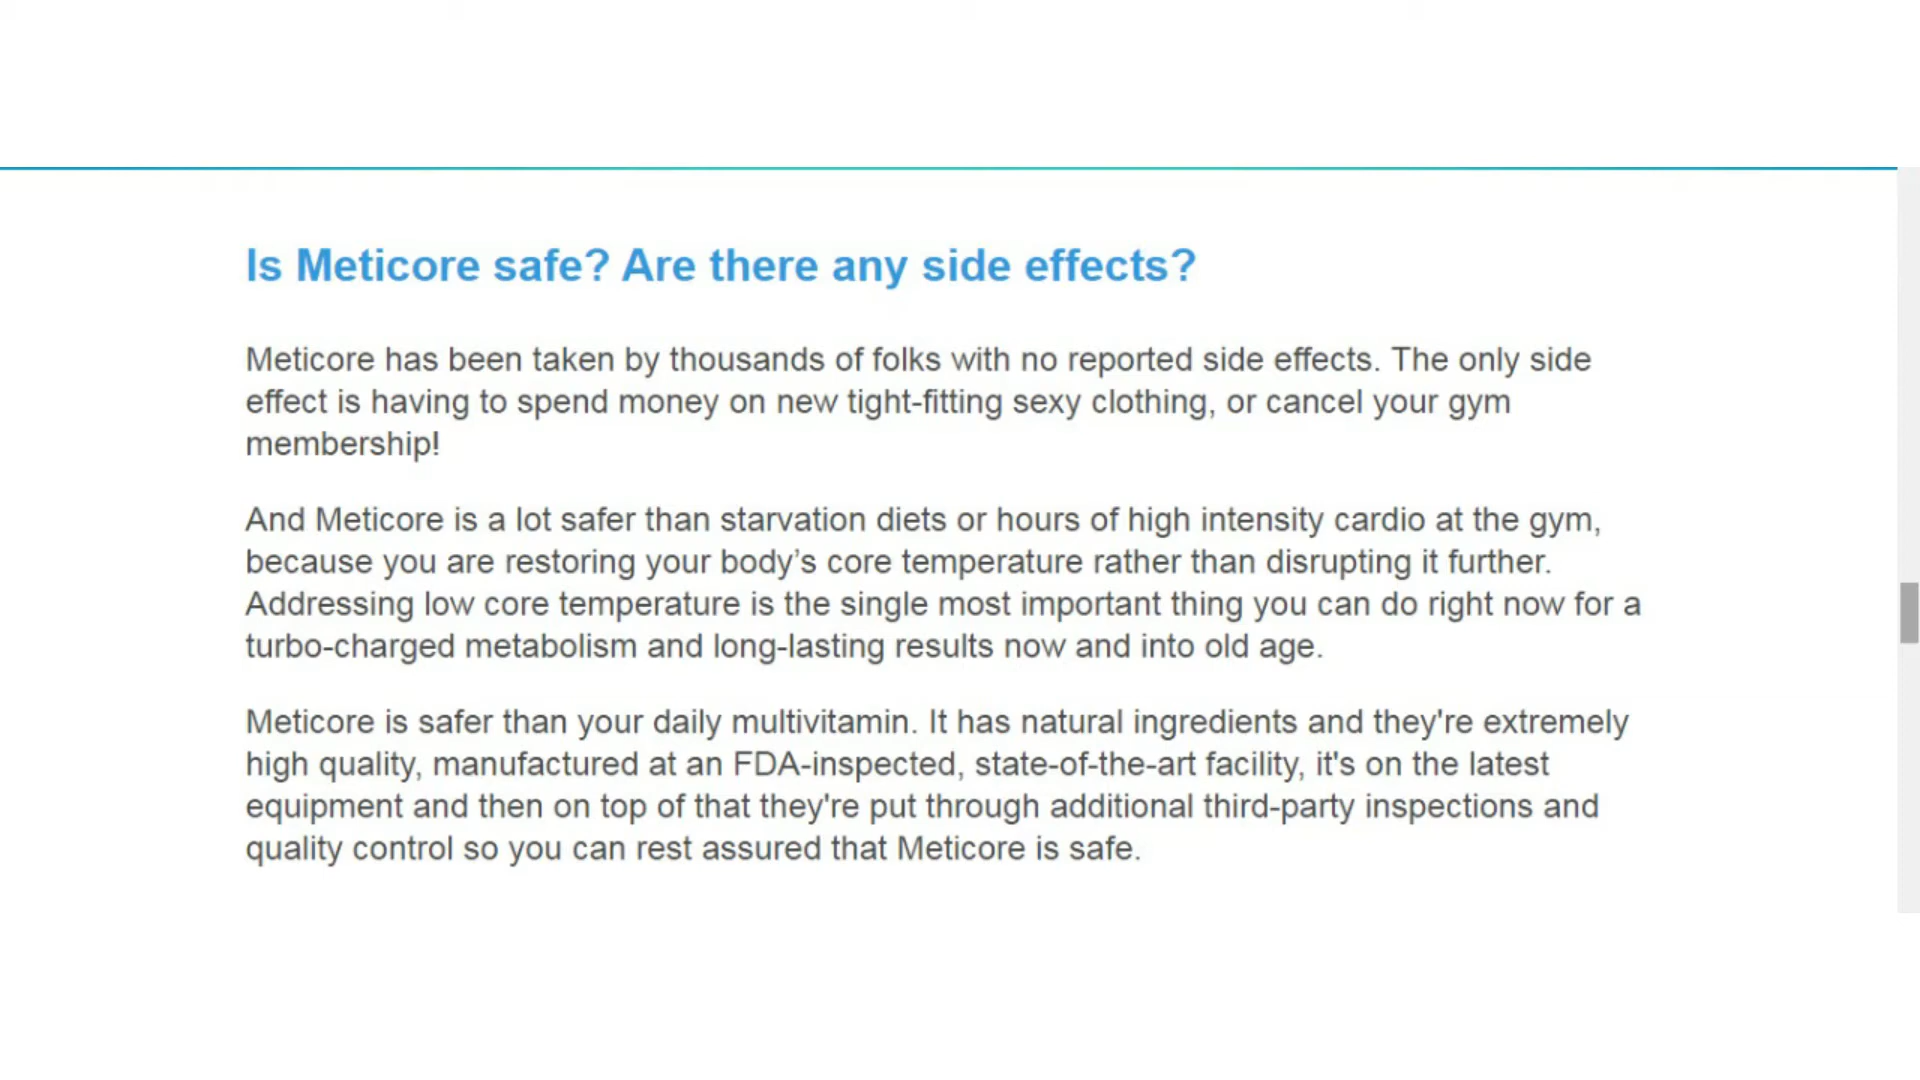 Is Meticore safe? Are there any side effects?
Meticore has been taken by thousands of folks with no reported side effects. The only side
effect is having to spend money on new tight-fitting sexy clothing, or cancel your gym
membership!
And Meticore is a lot safer than starvation diets or hours of high intensity cardio at the gym,
because you are restoring your body’s core temperature rather than disrupting it further.
Addressing low core temperature is the single most important thing you can do right now for a
turbo-charged metabolism and long-lasting results now and into old age.
Meticore is safer than your daily multivitamin. It has natural ingredients and they're extremely
high quality, manufactured at an FDA-inspected, state-of-the-art facility, it's on the latest
equipment and then on top of that they're put through additional third-party inspections and
quality control so you can rest assured that Meticore is safe.